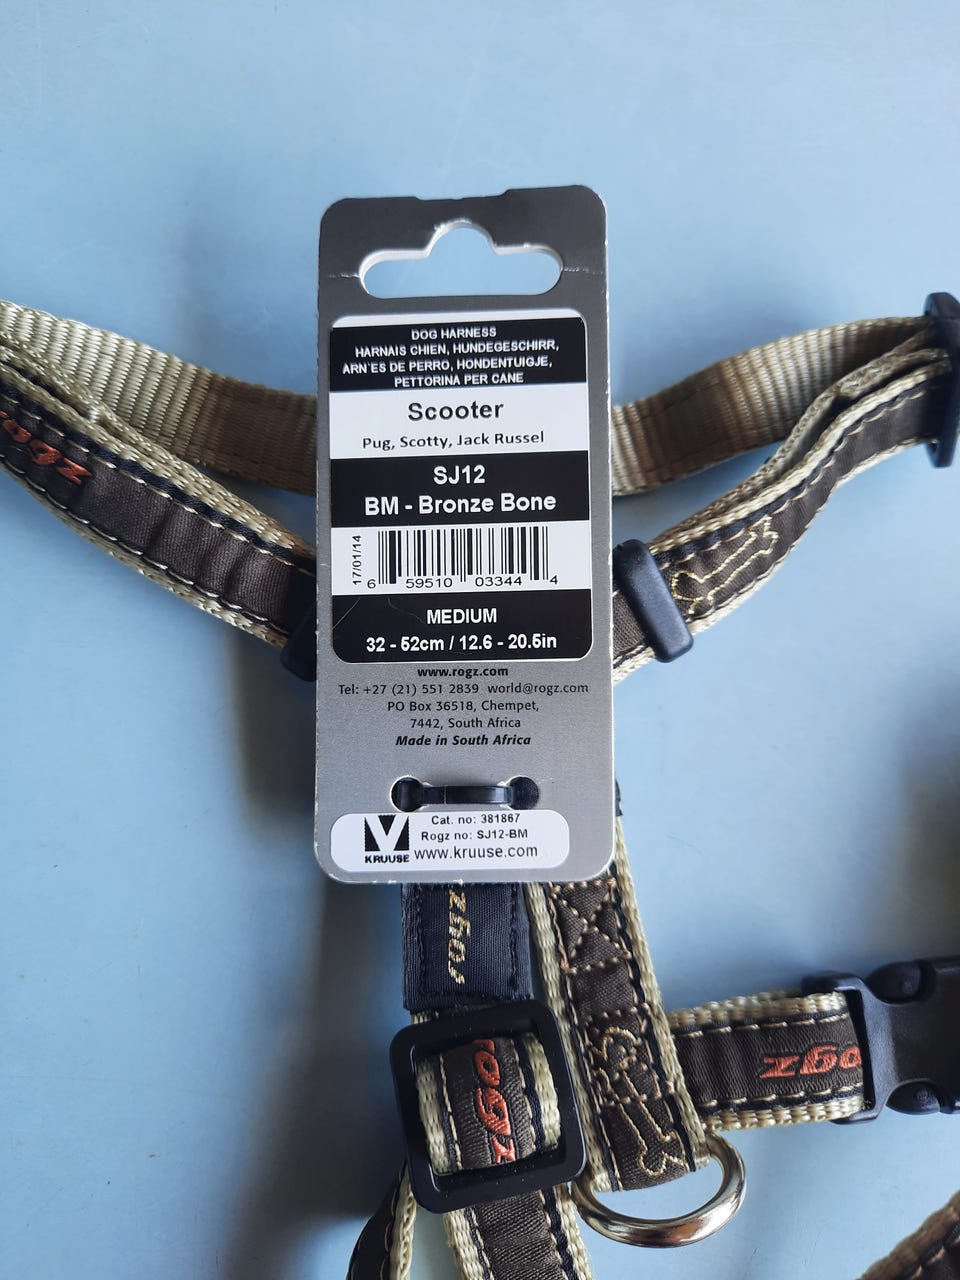 DOG HARNESS
HARNAIS CHIEN, HUNDEGESCHIRR,
ARN`ES DE PERRO, HONDENTUIGJE,
PETTORINA PER CANE
Scooter
Pug, Scotty, Jack Russel
SJ12
BM - Bronze Bone
17/01/14
6 59510 03344 4
MEDIUM
32 - 52cm / 12.6 - 20.5in
www.rogz.com
Tel: +27 (21) 551 2839 world@rogz.com
PO Box 36518, Chempet,
7442, South Africa
Made in South Africa
Cat. no: 381867
Rogz no: SJ12-BM
KRUUSE www.kruuse.com
rogz
rogz
rogz
rogz